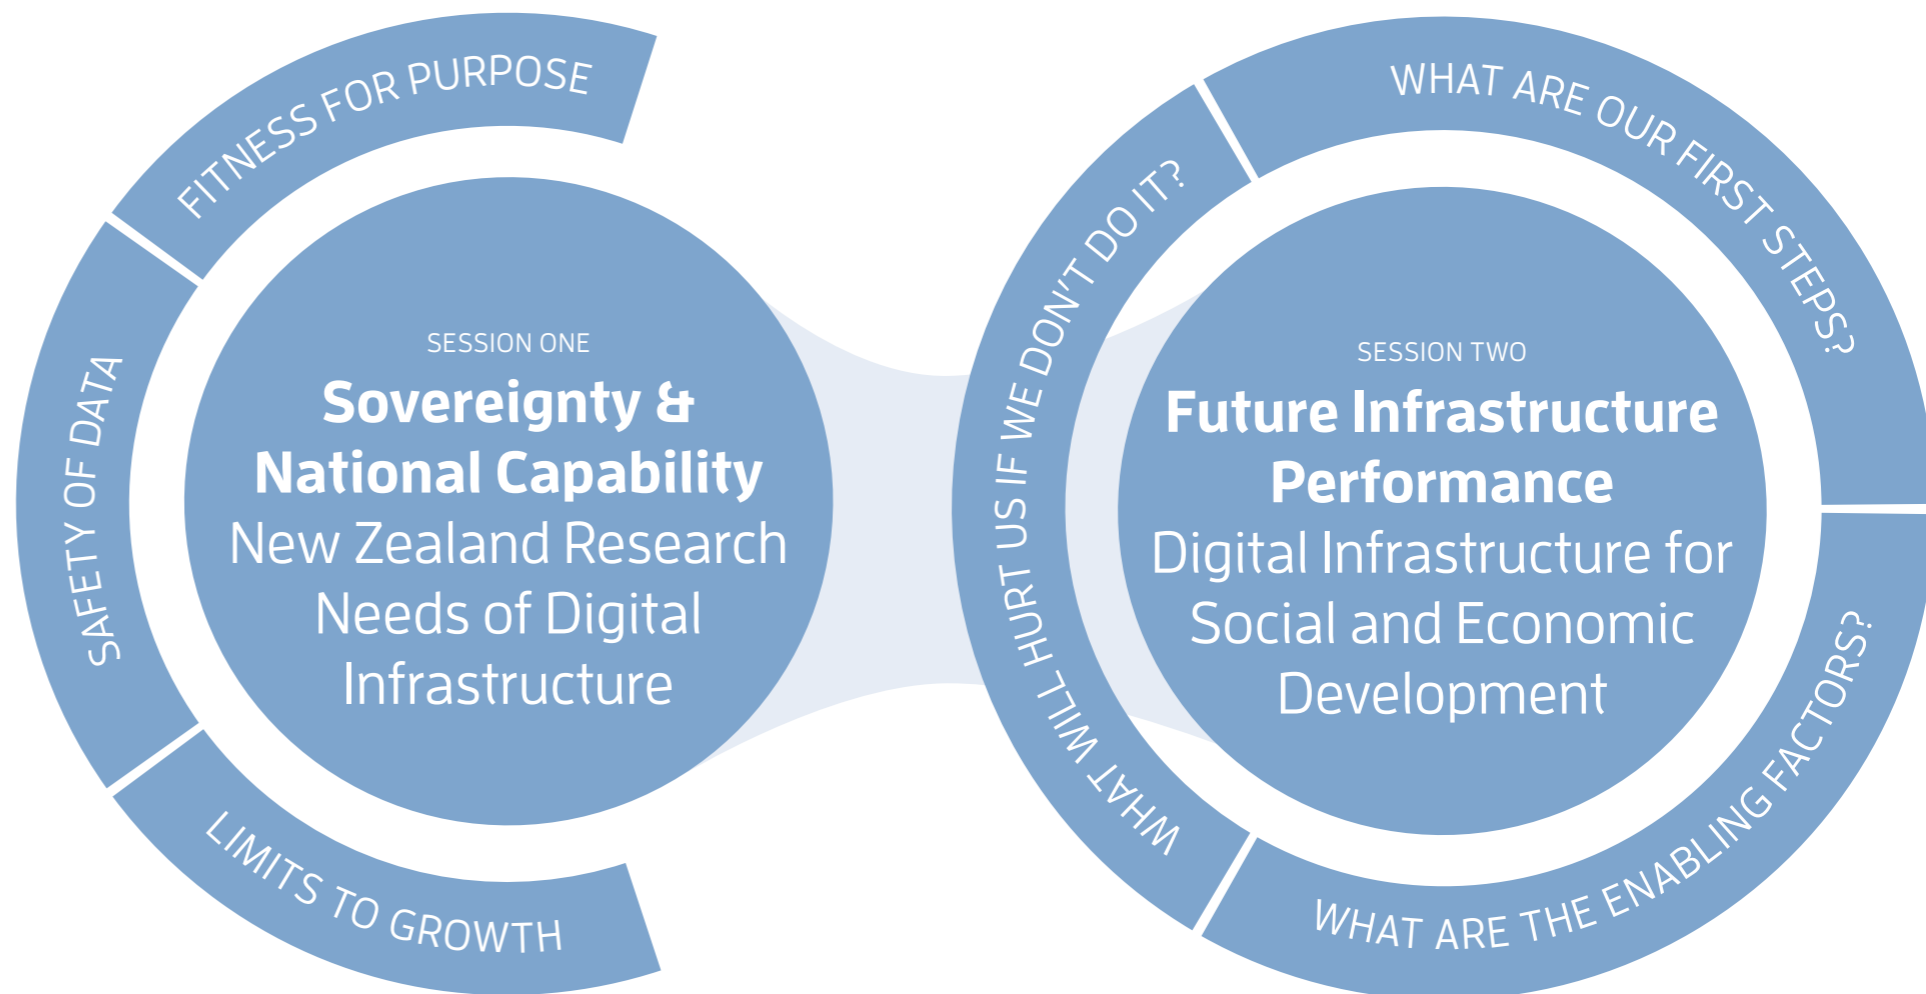 FITNESS FOR PURPOSE
SAFETY OF DATA
LIMITS TO GROWTH
SESSION ONE
Sovereignty &
National Capability
New Zealand Research
Needs of Digital
Infrastructure
WHAT WILL HURT US IF WE DON'T DO IT?
WHAT ARE OUR FIRST STEPS?
WHAT ARE THE ENABLING FACTORS?
SESSION TWO
Future Infrastructure
Performance
Digital Infrastructure for
Social and Economic
Development